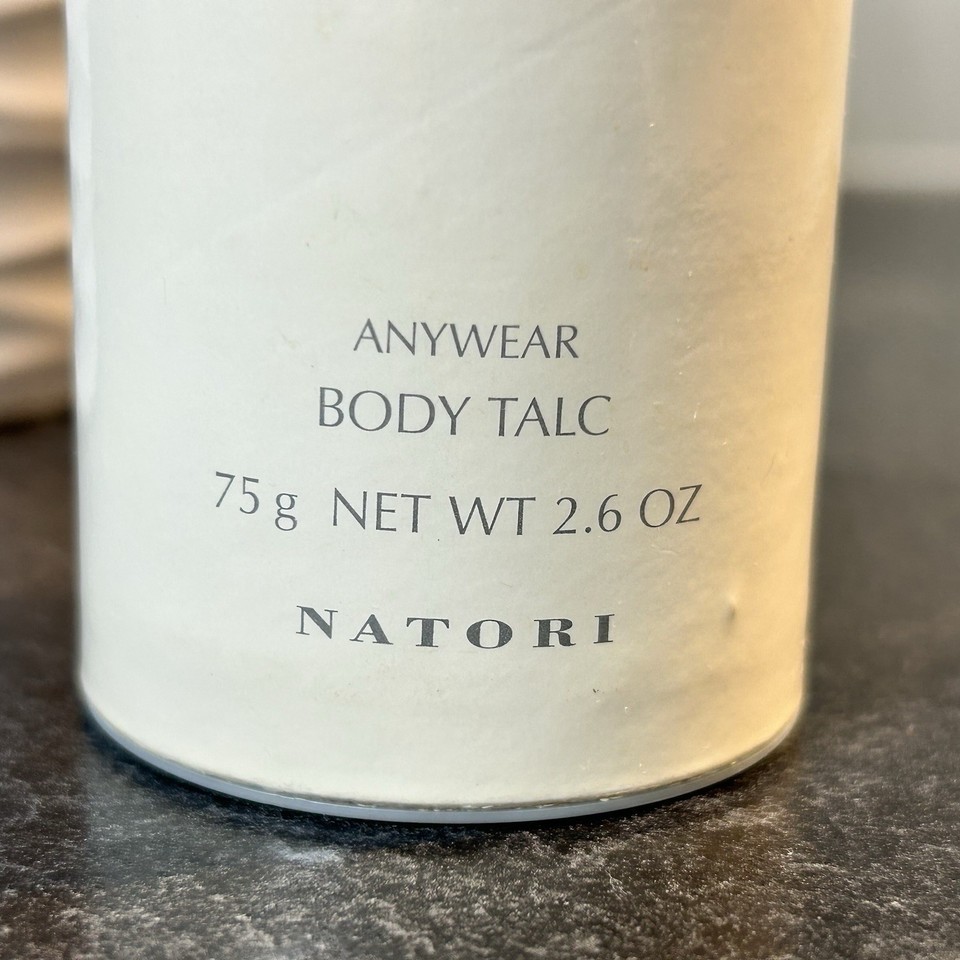 ANYWEAR
BODY TALC
75 g NET WT 2.6 OZ
NATORI